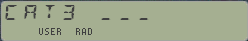 CAT3 _ _ _
USER RAD